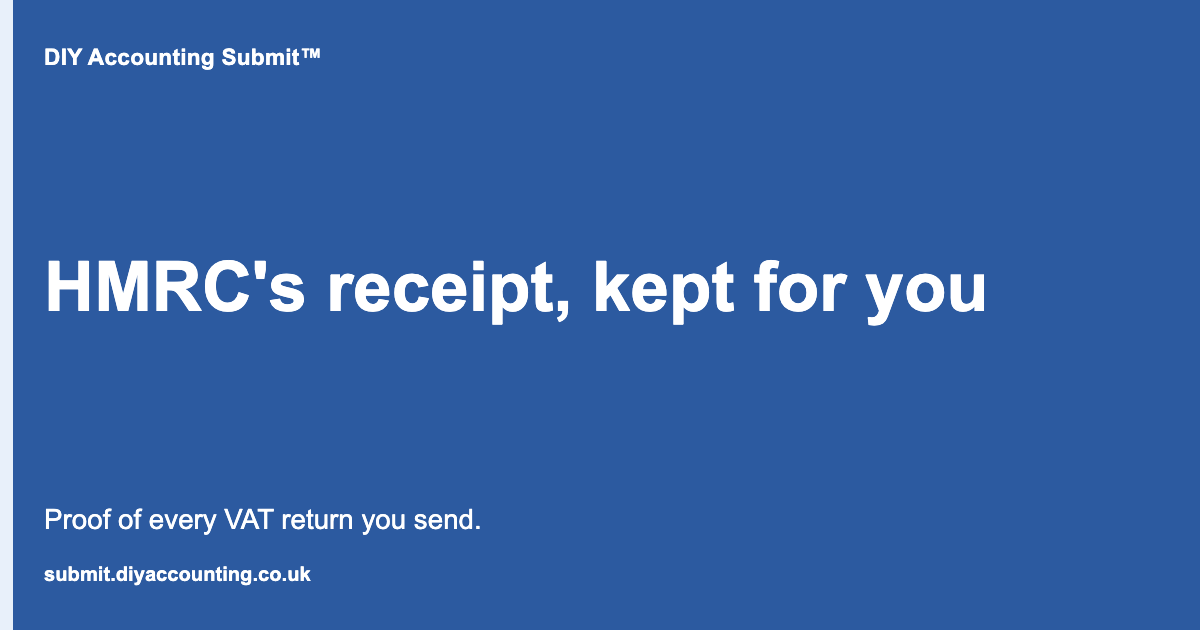 DIY Accounting Submit™
HMRC's receipt, kept for you
Proof of every VAT return you send.
submit.diyaccounting.co.uk